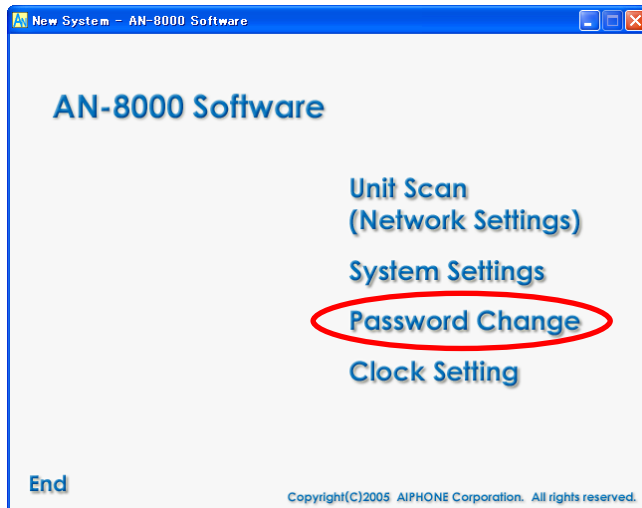 New System - AN-8000 Software
AN-8000 Software
Unit Scan
(Network Settings)
System Settings
Password Change
Clock Setting
End
Copyright(C)2005 AIPHONE Corporation. All rights reserved.